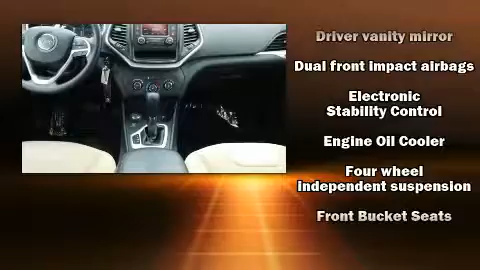 Driver vanity mirror
Dual front impact airbags
Electronic
Stability Control
Engine Oil Cooler
Four wheel
independent suspension
Front Bucket Seats